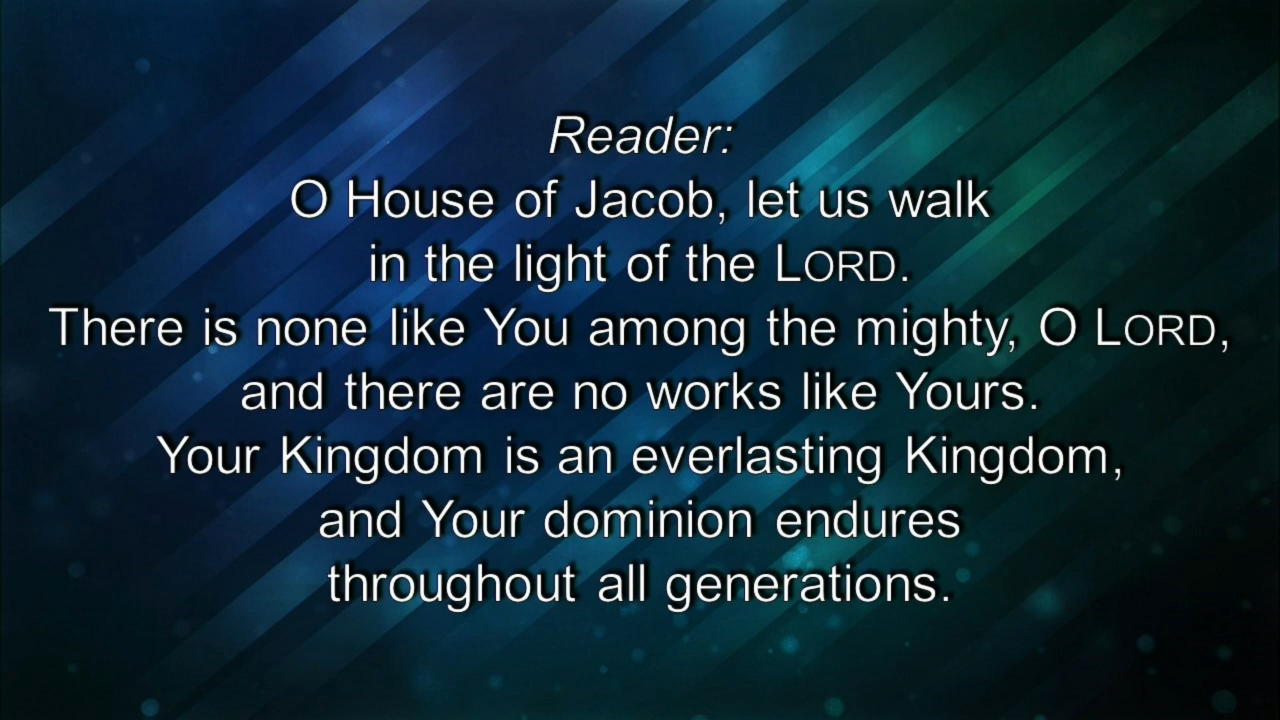 Reader:
O House of Jacob, let us walk
in the light of the LORD.
There is none like You among the mighty, O LORD,
and there are no works like Yours.
Your Kingdom is an everlasting Kingdom,
and Your dominion endures
throughout all generations.